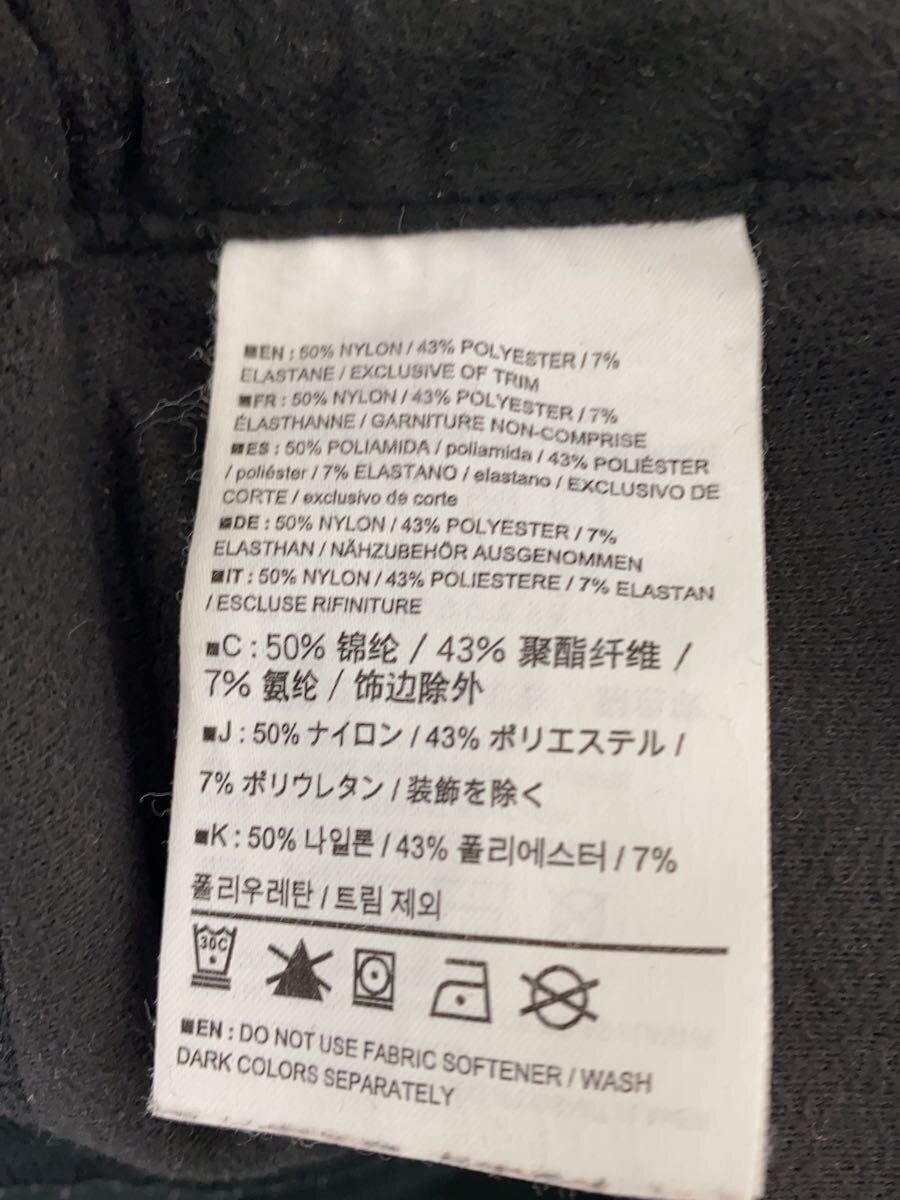 EN : 50% NYLON / 43% POLYESTER / 7%
ELASTANE / EXCLUSIVE OF TRIM
FR : 50% NYLON / 43% POLYESTER / 7%
ÉLASTHANNE / GARNITURE NON-COMPRISE
ES : 50% POLIAMIDA / poliamida / 43% POLIÉSTER
/ poliéster / 7% ELASTANO / elastano / EXCLUSIVO DE
CORTE / exclusivo de corte
DE : 50% NYLON / 43% POLYESTER / 7%
ELASTHAN / NÄHZUBEHÖR AUSGENOMMEN
IT : 50% NYLON / 43% POLIESTERE / 7% ELASTAN
/ ESCLUSE RIFINITURE
C : 50% 锦纶 / 43% 聚酯纤维 /
7% 氨纶 / 饰边除外
J : 50% ナイロン / 43% ポリエステル /
7% ポリウレタン / 装飾を除く
K : 50% 나일론 / 43% 폴리에스터 / 7%
폴리우레탄 / 트림 제외
30C
EN : DO NOT USE FABRIC SOFTENER / WASH
DARK COLORS SEPARATELY